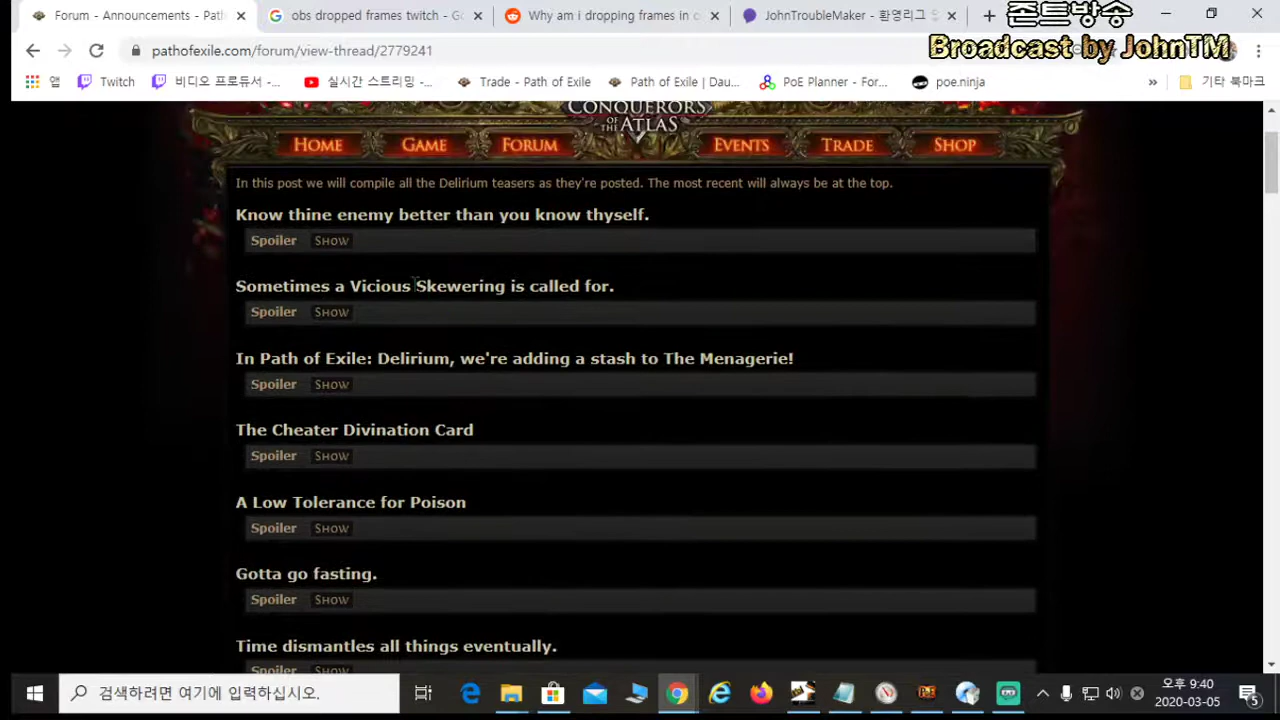 Forum - Announcements - Path
obs dropped frames twitch - Go
Why am i dropping frames in o
JohnTroubleMaker - 환영리그
존트방송
pathofexile.com/forum/view-thread/2779241
Broadcast by JohnTM
앱
Twitch
비디오 프로듀서 -...
실시간 스트리밍 -...
Trade - Path of Exile
Path of Exile | Dau...
PoE Planner - For...
poe.ninja
»
기타 북마크
CONQUERORS
OF THE
ATLAS
HOME
GAME
FORUM
EVENTS
TRADE
SHOP
In this post we will compile all the Delirium teasers as they're posted. The most recent will always be at the top.
Know thine enemy better than you know thyself.
Spoiler SHOW
Sometimes a Vicious Skewering is called for.
Spoiler SHOW
In Path of Exile: Delirium, we're adding a stash to The Menagerie!
Spoiler SHOW
The Cheater Divination Card
Spoiler SHOW
A Low Tolerance for Poison
Spoiler SHOW
Gotta go fasting.
Spoiler SHOW
Time dismantles all things eventually.
Spoiler SHOW
검색하려면 여기에 입력하십시오.
오후 9:40
2020-03-05
5